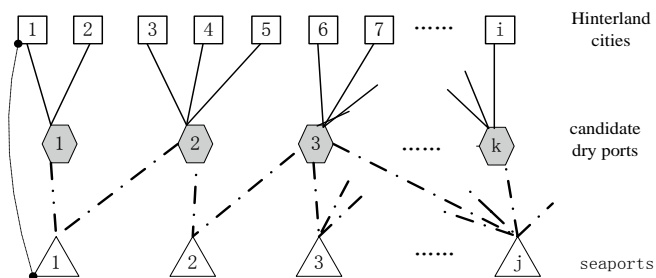 1 2 3 4 5 6 7 ...... i Hinterland
cities
1 2 3 ...... k candidate
dry ports
1 2 3 ...... j seaports